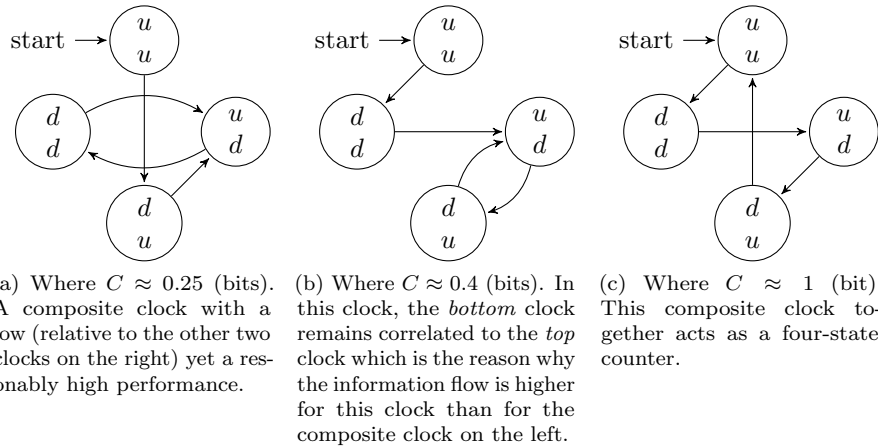 start
u
u
d
d
u
d
d
u
start
u
u
d
d
u
d
d
u
start
u
u
d
d
u
d
d
u
a) Where C ≈ 0.25 (bits).
A composite clock with a
ow (relative to the other two
clocks on the right) yet a res-
onably high performance.
(b) Where C ≈ 0.4 (bits). In
this clock, the bottom clock
remains correlated to the top
clock which is the reason why
the information flow is higher
for this clock than for the
composite clock on the left.
(c) Where C ≈ 1 (bit)
This composite clock to-
gether acts as a four-state
counter.